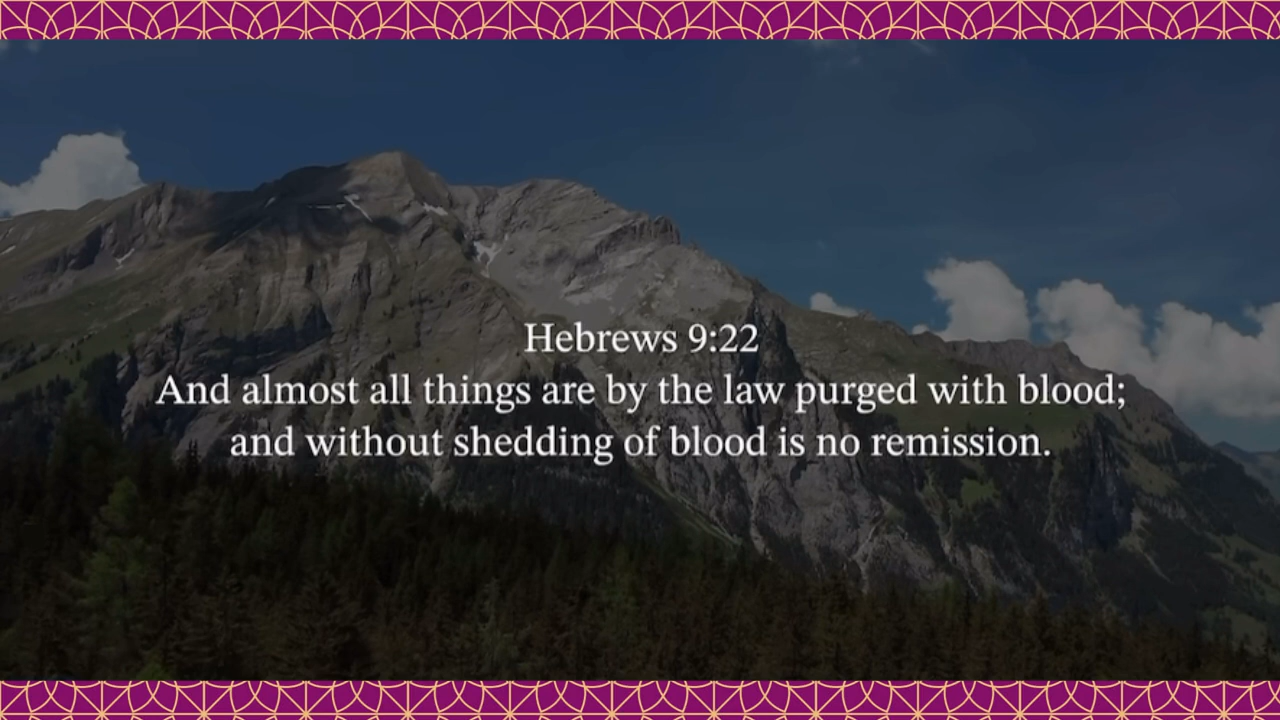 Hebrews 9:22
And almost all things are by the law purged with blood;
and without shedding of blood is no remission.